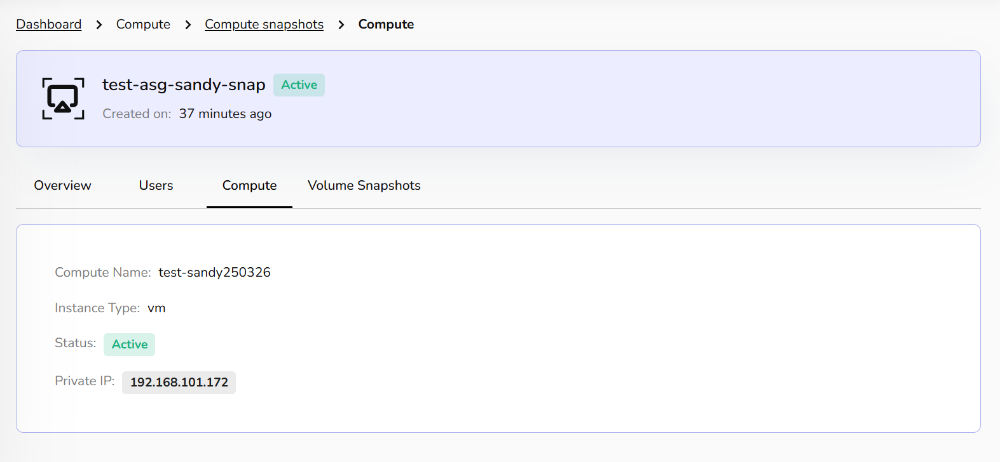 Dashboard > Compute > Compute snapshots > Compute
test-asg-sandy-snap Active
Created on: 37 minutes ago
Overview Users Compute Volume Snapshots
Compute Name: test-sandy250326
Instance Type: vm
Status: Active
Private IP: 192.168.101.172